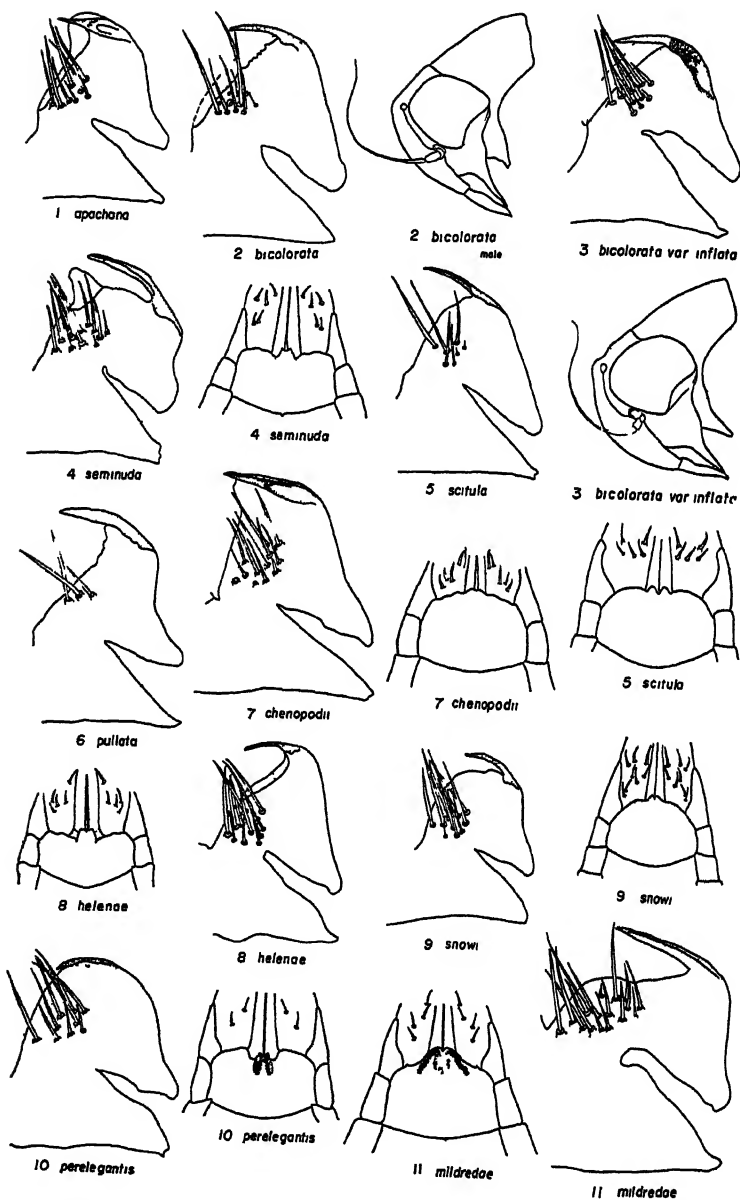 1 apachana
2 bicolorata
2 bicolorata
male
3 bicolorata var inflata
4 seminuda
4 seminuda
5 scitula
3 bicolorata var inflata
6 pullata
7 chenopodii
7 chenopodii
5 scitula
8 helenae
8 helenae
9 snowi
9 snowi
10 perelegantis
10 perelegantis
11 mildredae
11 mildredae